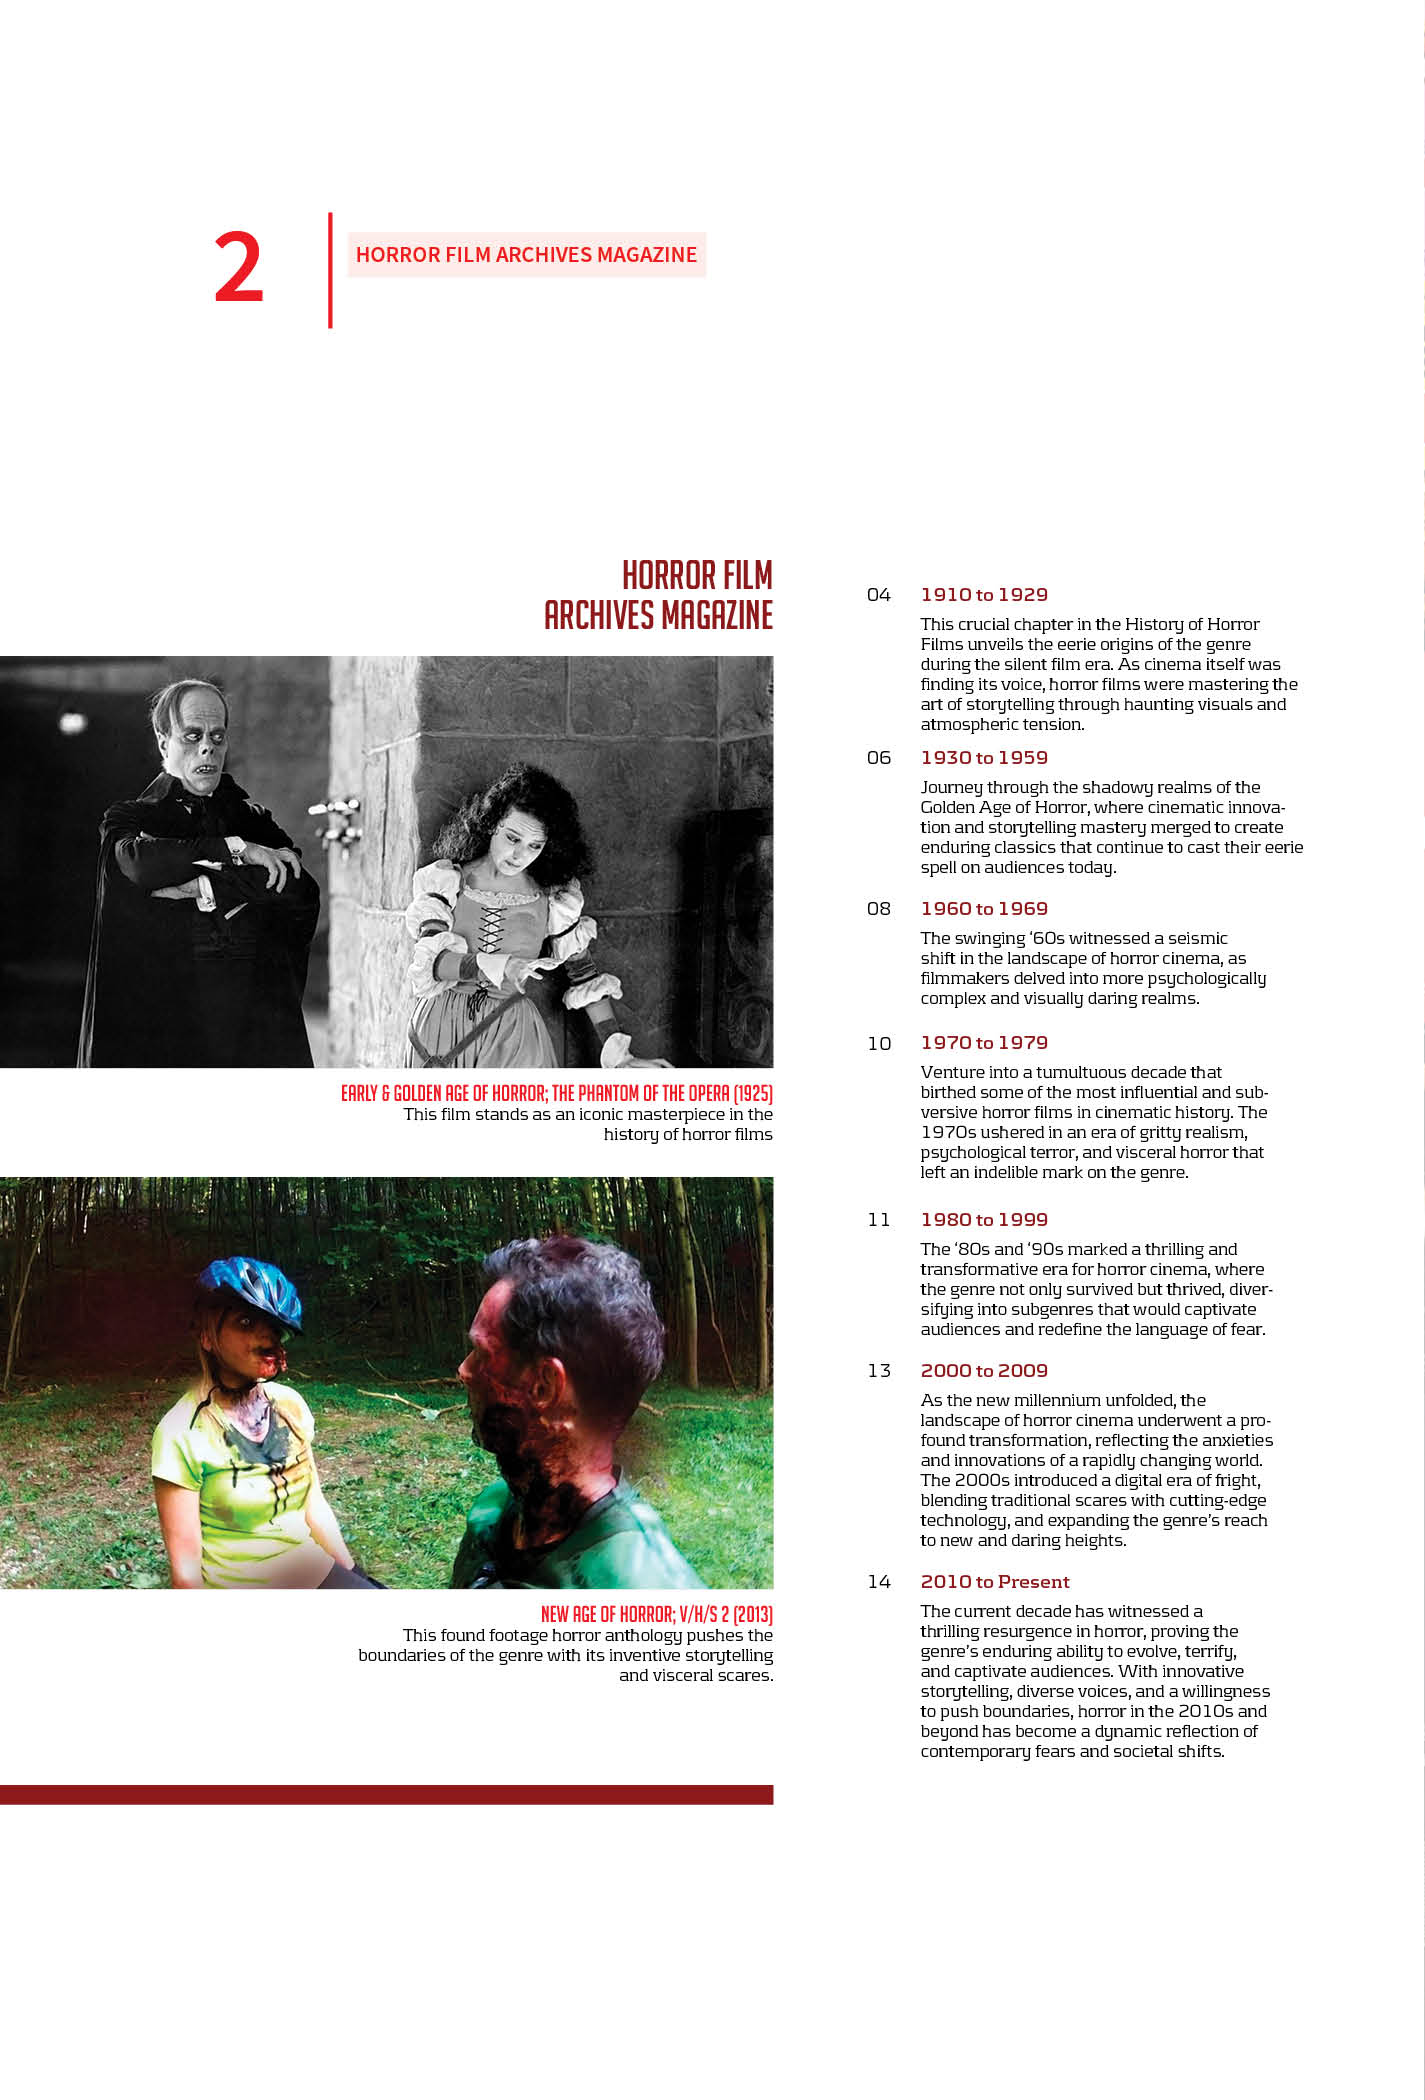 2
HORROR FILM ARCHIVES MAGAZINE
HORROR FILM
ARCHIVES MAGAZINE
EARLY & GOLDEN AGE OF HORROR; THE PHANTOM OF THE OPERA (1925)
This film stands as an iconic masterpiece in the
history of horror films
NEW AGE OF HORROR; V/H/S 2 (2013)
This found footage horror anthology pushes the
boundaries of the genre with its inventive storytelling
and visceral scares.
04 1910 to 1929
This crucial chapter in the History of Horror
Films unveils the eerie origins of the genre
during the silent film era. As cinema itself was
finding its voice, horror films were mastering the
art of storytelling through haunting visuals and
atmospheric tension.
06 1930 to 1959
Journey through the shadowy realms of the
Golden Age of Horror, where cinematic innova-
tion and storytelling mastery merged to create
enduring classics that continue to cast their eerie
spell on audiences today.
08 1960 to 1969
The swinging ‘60s witnessed a seismic
shift in the landscape of horror cinema, as
filmmakers delved into more psychologically
complex and visually daring realms.
10 1970 to 1979
Venture into a tumultuous decade that
birthed some of the most influential and sub-
versive horror films in cinematic history. The
1970s ushered in an era of gritty realism,
psychological terror, and visceral horror that
left an indelible mark on the genre.
11 1980 to 1999
The ‘80s and ‘90s marked a thrilling and
transformative era for horror cinema, where
the genre not only survived but thrived, diver-
sifying into subgenres that would captivate
audiences and redefine the language of fear.
13 2000 to 2009
As the new millennium unfolded, the
landscape of horror cinema underwent a pro-
found transformation, reflecting the anxieties
and innovations of a rapidly changing world.
The 2000s introduced a digital era of fright,
blending traditional scares with cutting-edge
technology, and expanding the genre’s reach
to new and daring heights.
14 2010 to Present
The current decade has witnessed a
thrilling resurgence in horror, proving the
genre’s enduring ability to evolve, terrify,
and captivate audiences. With innovative
storytelling, diverse voices, and a willingness
to push boundaries, horror in the 2010s and
beyond has become a dynamic reflection of
contemporary fears and societal shifts.